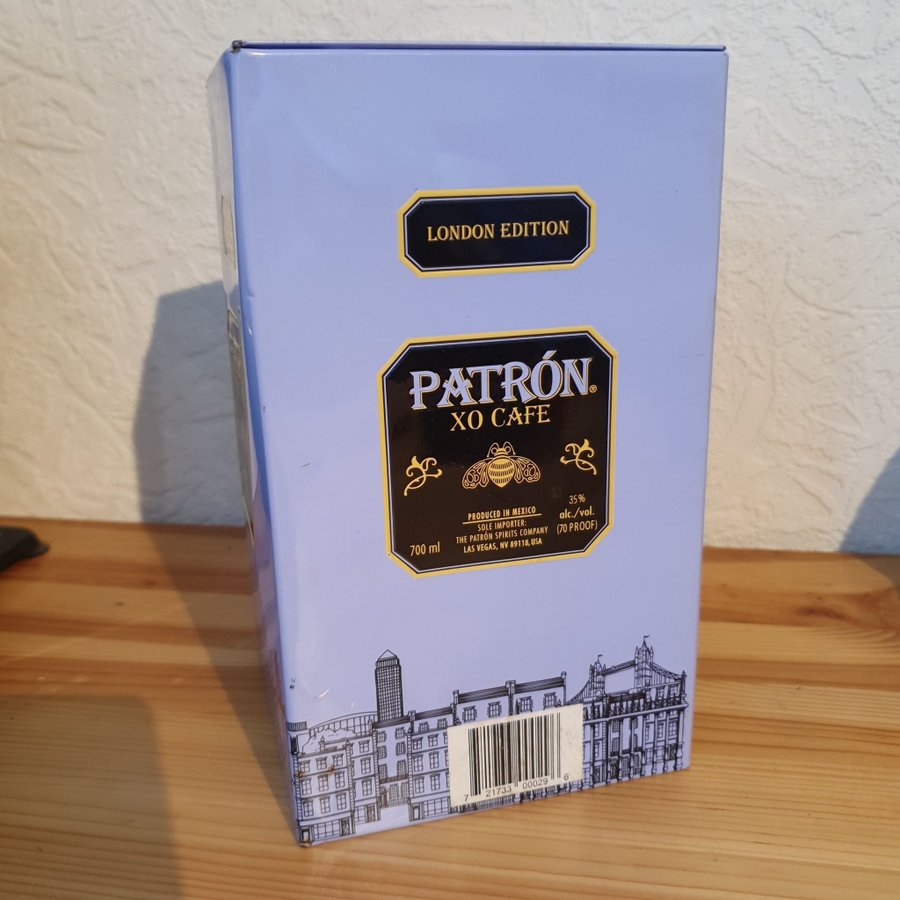 LONDON EDITION
PATRÓN®
XO CAFE
PRODUCED IN MEXICO
SOLE IMPORTER:
THE PATRÓN SPIRITS COMPANY
LAS VEGAS, NV 89118, USA
700 ml
35%
alc./vol.
(70 PROOF)
7 21733 00029 6